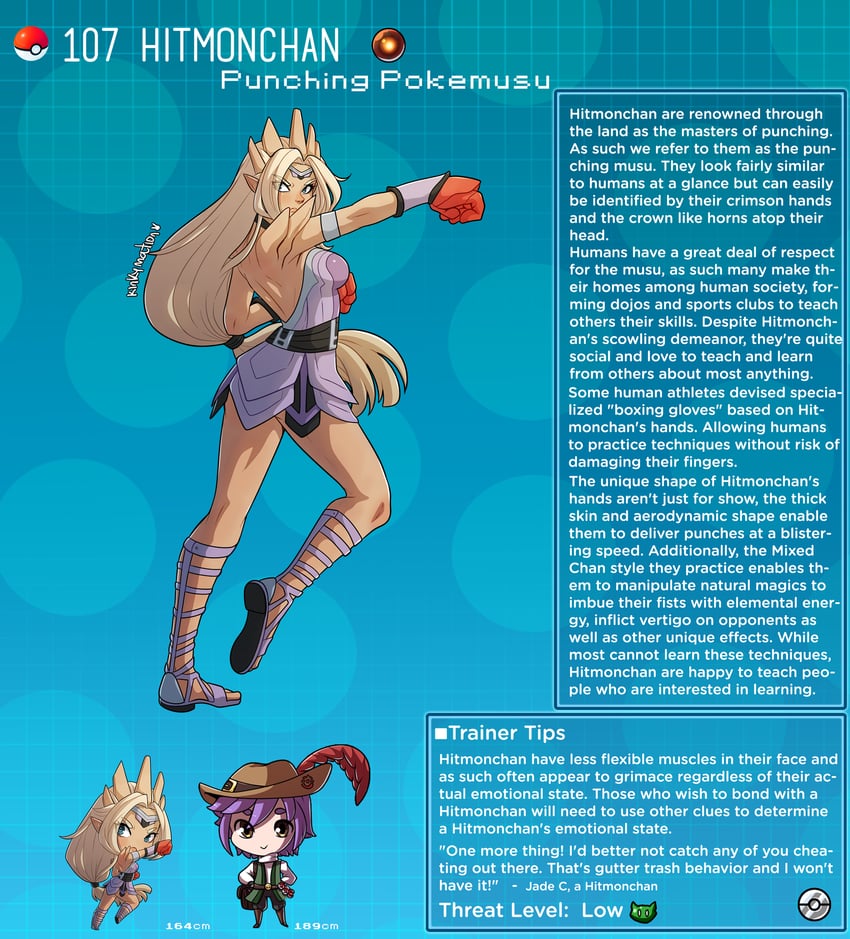 107 HITMONCHAN
Punching Pokemusu
kinkymation
Hitmonchan are renowned through
the land as the masters of punching.
As such we refer to them as the pun-
ching musu. They look fairly similar
to humans at a glance but can easily
be identified by their crimson hands
and the crown like horns atop their
head.
Humans have a great deal of respect
for the musu, as such many make th-
eir homes among human society, for-
ming dojos and sports clubs to teach
others their skills. Despite Hitmonch-
an's scowling demeanor, they're quite
social and love to teach and learn
from others about most anything.
Some human athletes devised specia-
lized "boxing gloves" based on Hit-
monchan's hands. Allowing humans
to practice techniques without risk of
damaging their fingers.
The unique shape of Hitmonchan's
hands aren't just for show, the thick
skin and aerodynamic shape enable
them to deliver punches at a blister-
ing speed. Additionally, the Mixed
Chan style they practice enables th-
em to manipulate natural magics to
imbue their fists with elemental ener-
gy, inflict vertigo on opponents as
well as other unique effects. While
most cannot learn these techniques,
Hitmonchan are happy to teach peo-
ple who are interested in learning.
■Trainer Tips
Hitmonchan have less flexible muscles in their face and
as such often appear to grimace regardless of their ac-
tual emotional state. Those who wish to bond with a
Hitmonchan will need to use other clues to determine
a Hitmonchan's emotional state.
"One more thing! I'd better not catch any of you chea-
ting out there. That's gutter trash behavior and I won't
have it!" - Jade C, a Hitmonchan
Threat Level: Low
164cm
189cm